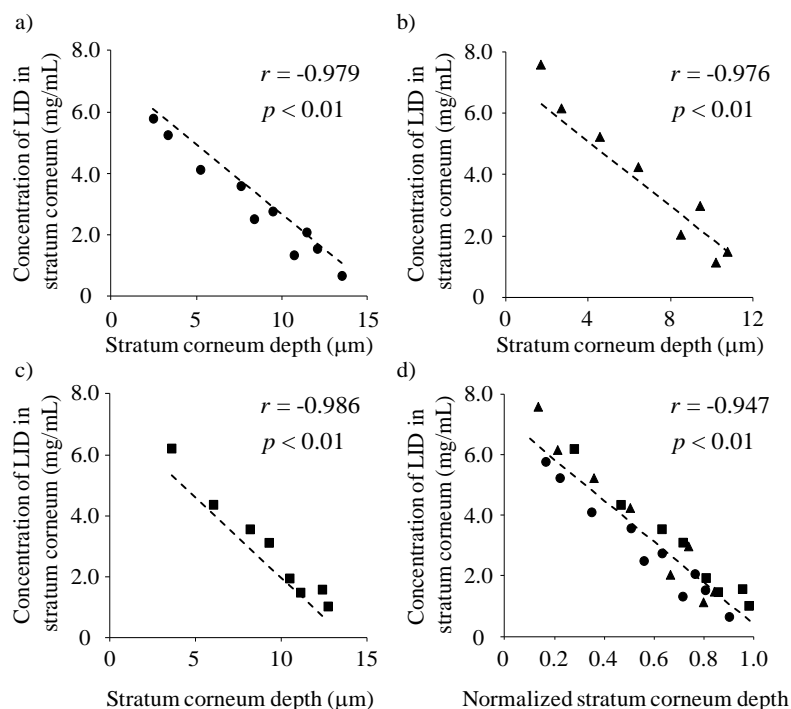 a)
Concentration of LID in
stratum corneum (mg/mL)
8.0
6.0
4.0
2.0
0
0
5
10
15
Stratum corneum depth (μm)
r = -0.979
p < 0.01
b)
Concentration of LID in
stratum corneum (mg/mL)
8.0
6.0
4.0
2.0
0
0
4
8
12
Stratum corneum depth (μm)
r = -0.976
p < 0.01
c)
Concentration of LID in
stratum corneum (mg/mL)
8.0
6.0
4.0
2.0
0
0
5
10
15
Stratum corneum depth (μm)
r = -0.986
p < 0.01
d)
Concentration of LID in
stratum corneum (mg/mL)
8.0
6.0
4.0
2.0
0
0
0.2
0.4
0.6
0.8
1.0
Normalized stratum corneum depth
r = -0.947
p < 0.01